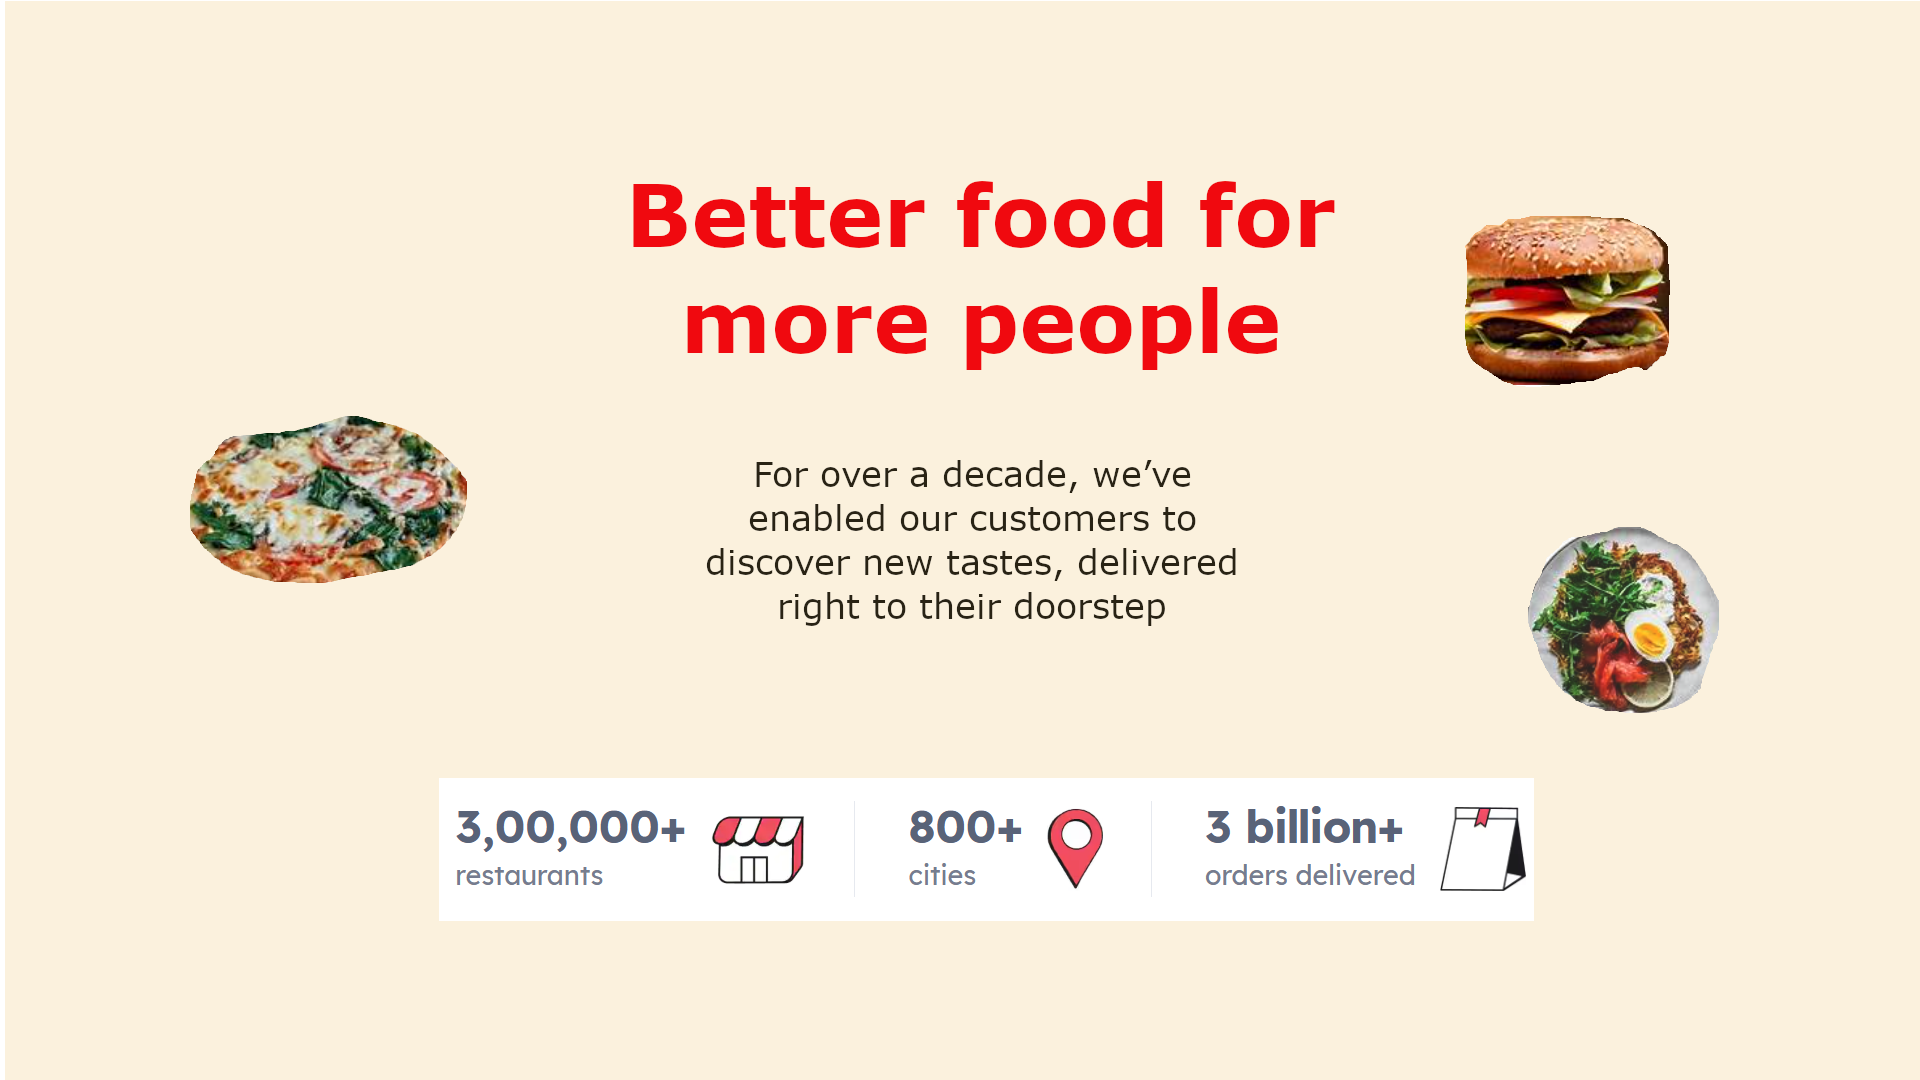 Better food for
more people
For over a decade, we’ve
enabled our customers to
discover new tastes, delivered
right to their doorstep
3,00,000+
restaurants
800+
cities
3 billion+
orders delivered